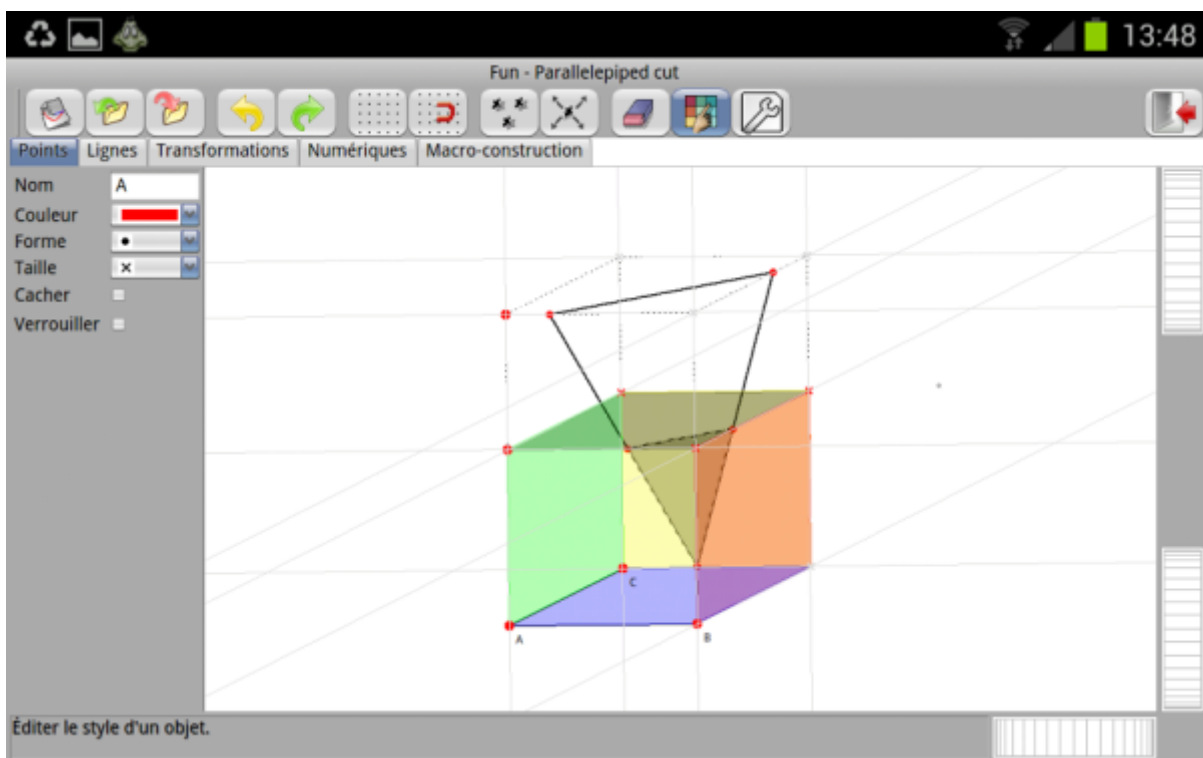 13:48
Fun - Parallelepiped cut
Points Lignes Transformations Numériques Macro-construction
Nom A
Couleur
Forme
Taille
Cacher
Verrouiller
C
A B
Éditer le style d'un objet.